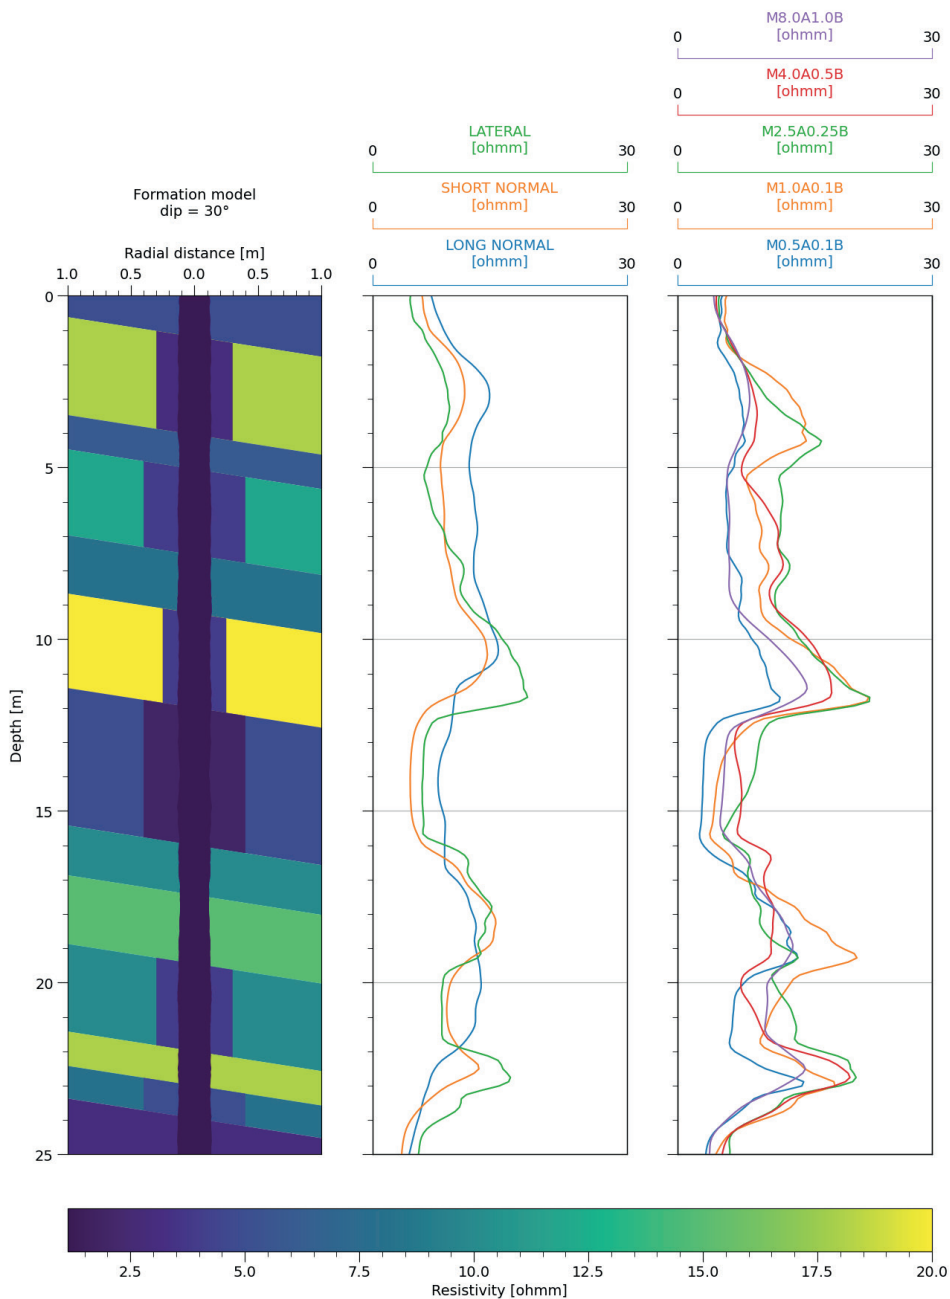 M8.0A1.0B
0 [ohmm] 30
M4.0A0.5B
0 [ohmm] 30
LATERAL
0 [ohmm] 30
M2.5A0.25B
0 [ohmm] 30
Formation model
dip = 30°
SHORT NORMAL
0 [ohmm] 30
M1.0A0.1B
0 [ohmm] 30
Radial distance [m]
1.0 0.5 0.0 0.5 1.0
LONG NORMAL
0 [ohmm] 30
M0.5A0.1B
0 [ohmm] 30
Depth [m]
0
5
10
15
20
25
2.5 5.0 7.5 10.0 12.5 15.0 17.5 20.0
Resistivity [ohmm]